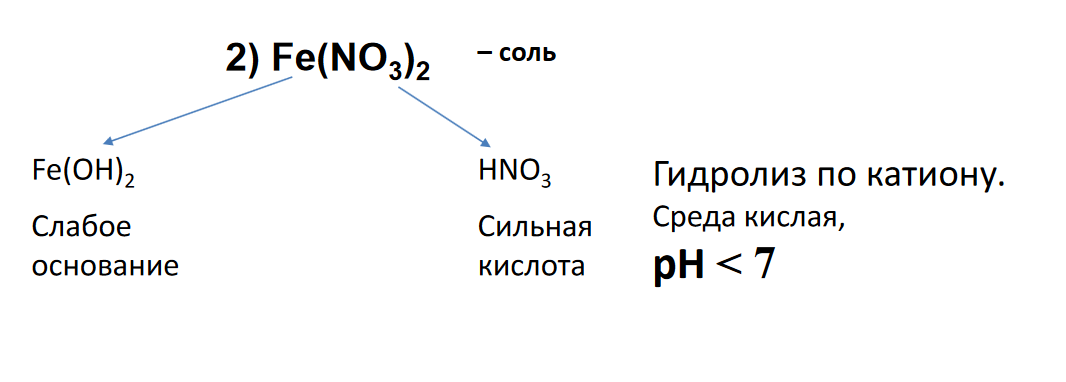 2) Fe(NO₃)₂ – соль
Fe(OH)₂
HNO₃
Гидролиз по катиону.
Слабое
основание
Сильная
кислота
Среда кислая,
pH < 7